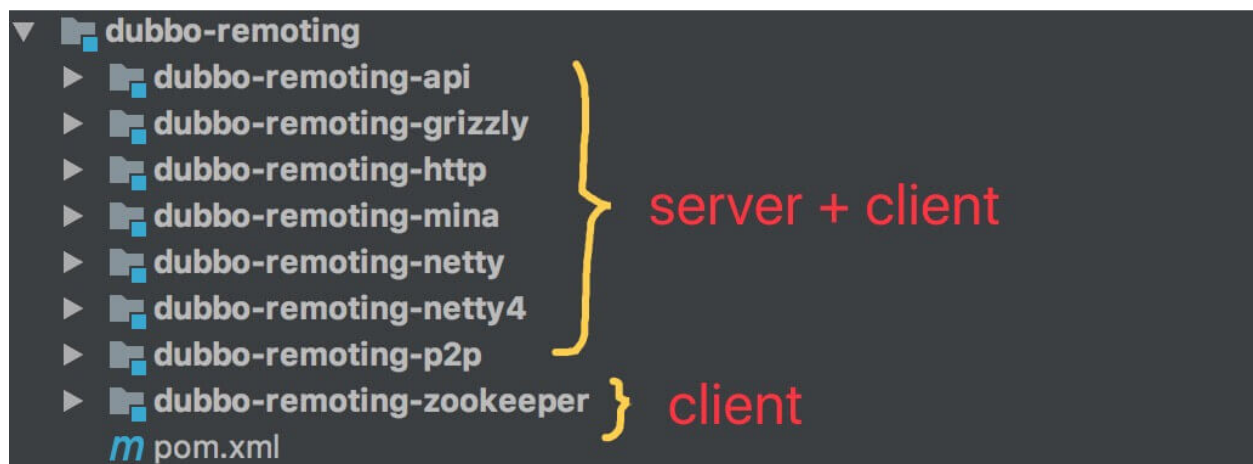 dubbo-remoting
dubbo-remoting-api
dubbo-remoting-grizzly
dubbo-remoting-http
dubbo-remoting-mina
server + client
dubbo-remoting-netty
dubbo-remoting-netty4
dubbo-remoting-p2p
dubbo-remoting-zookeeper
client
m pom.xml